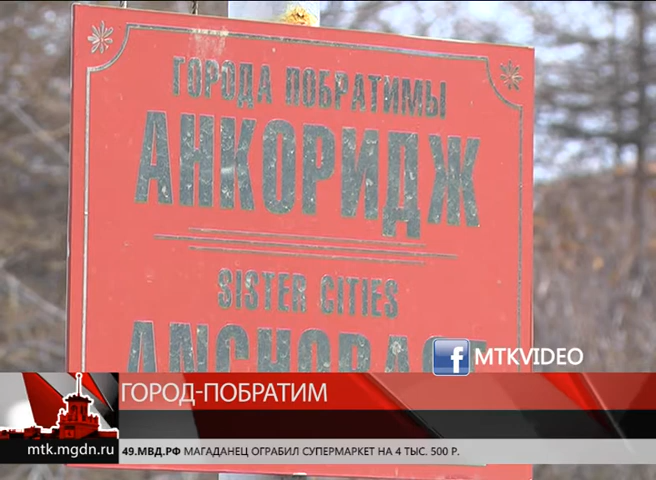 ГОРОДА ПОБРАТИМЫ
АНКОРИДЖ
SISTER CITIES
ANCHORAGE
f MTKVIDEO
ГОРОД-ПОБРАТИМ
mtk.mgdn.ru
49.МВД.РФ МАГАДАНЕЦ ОГРАБИЛ СУПЕРМАРКЕТ НА 4 ТЫС. 500 Р.